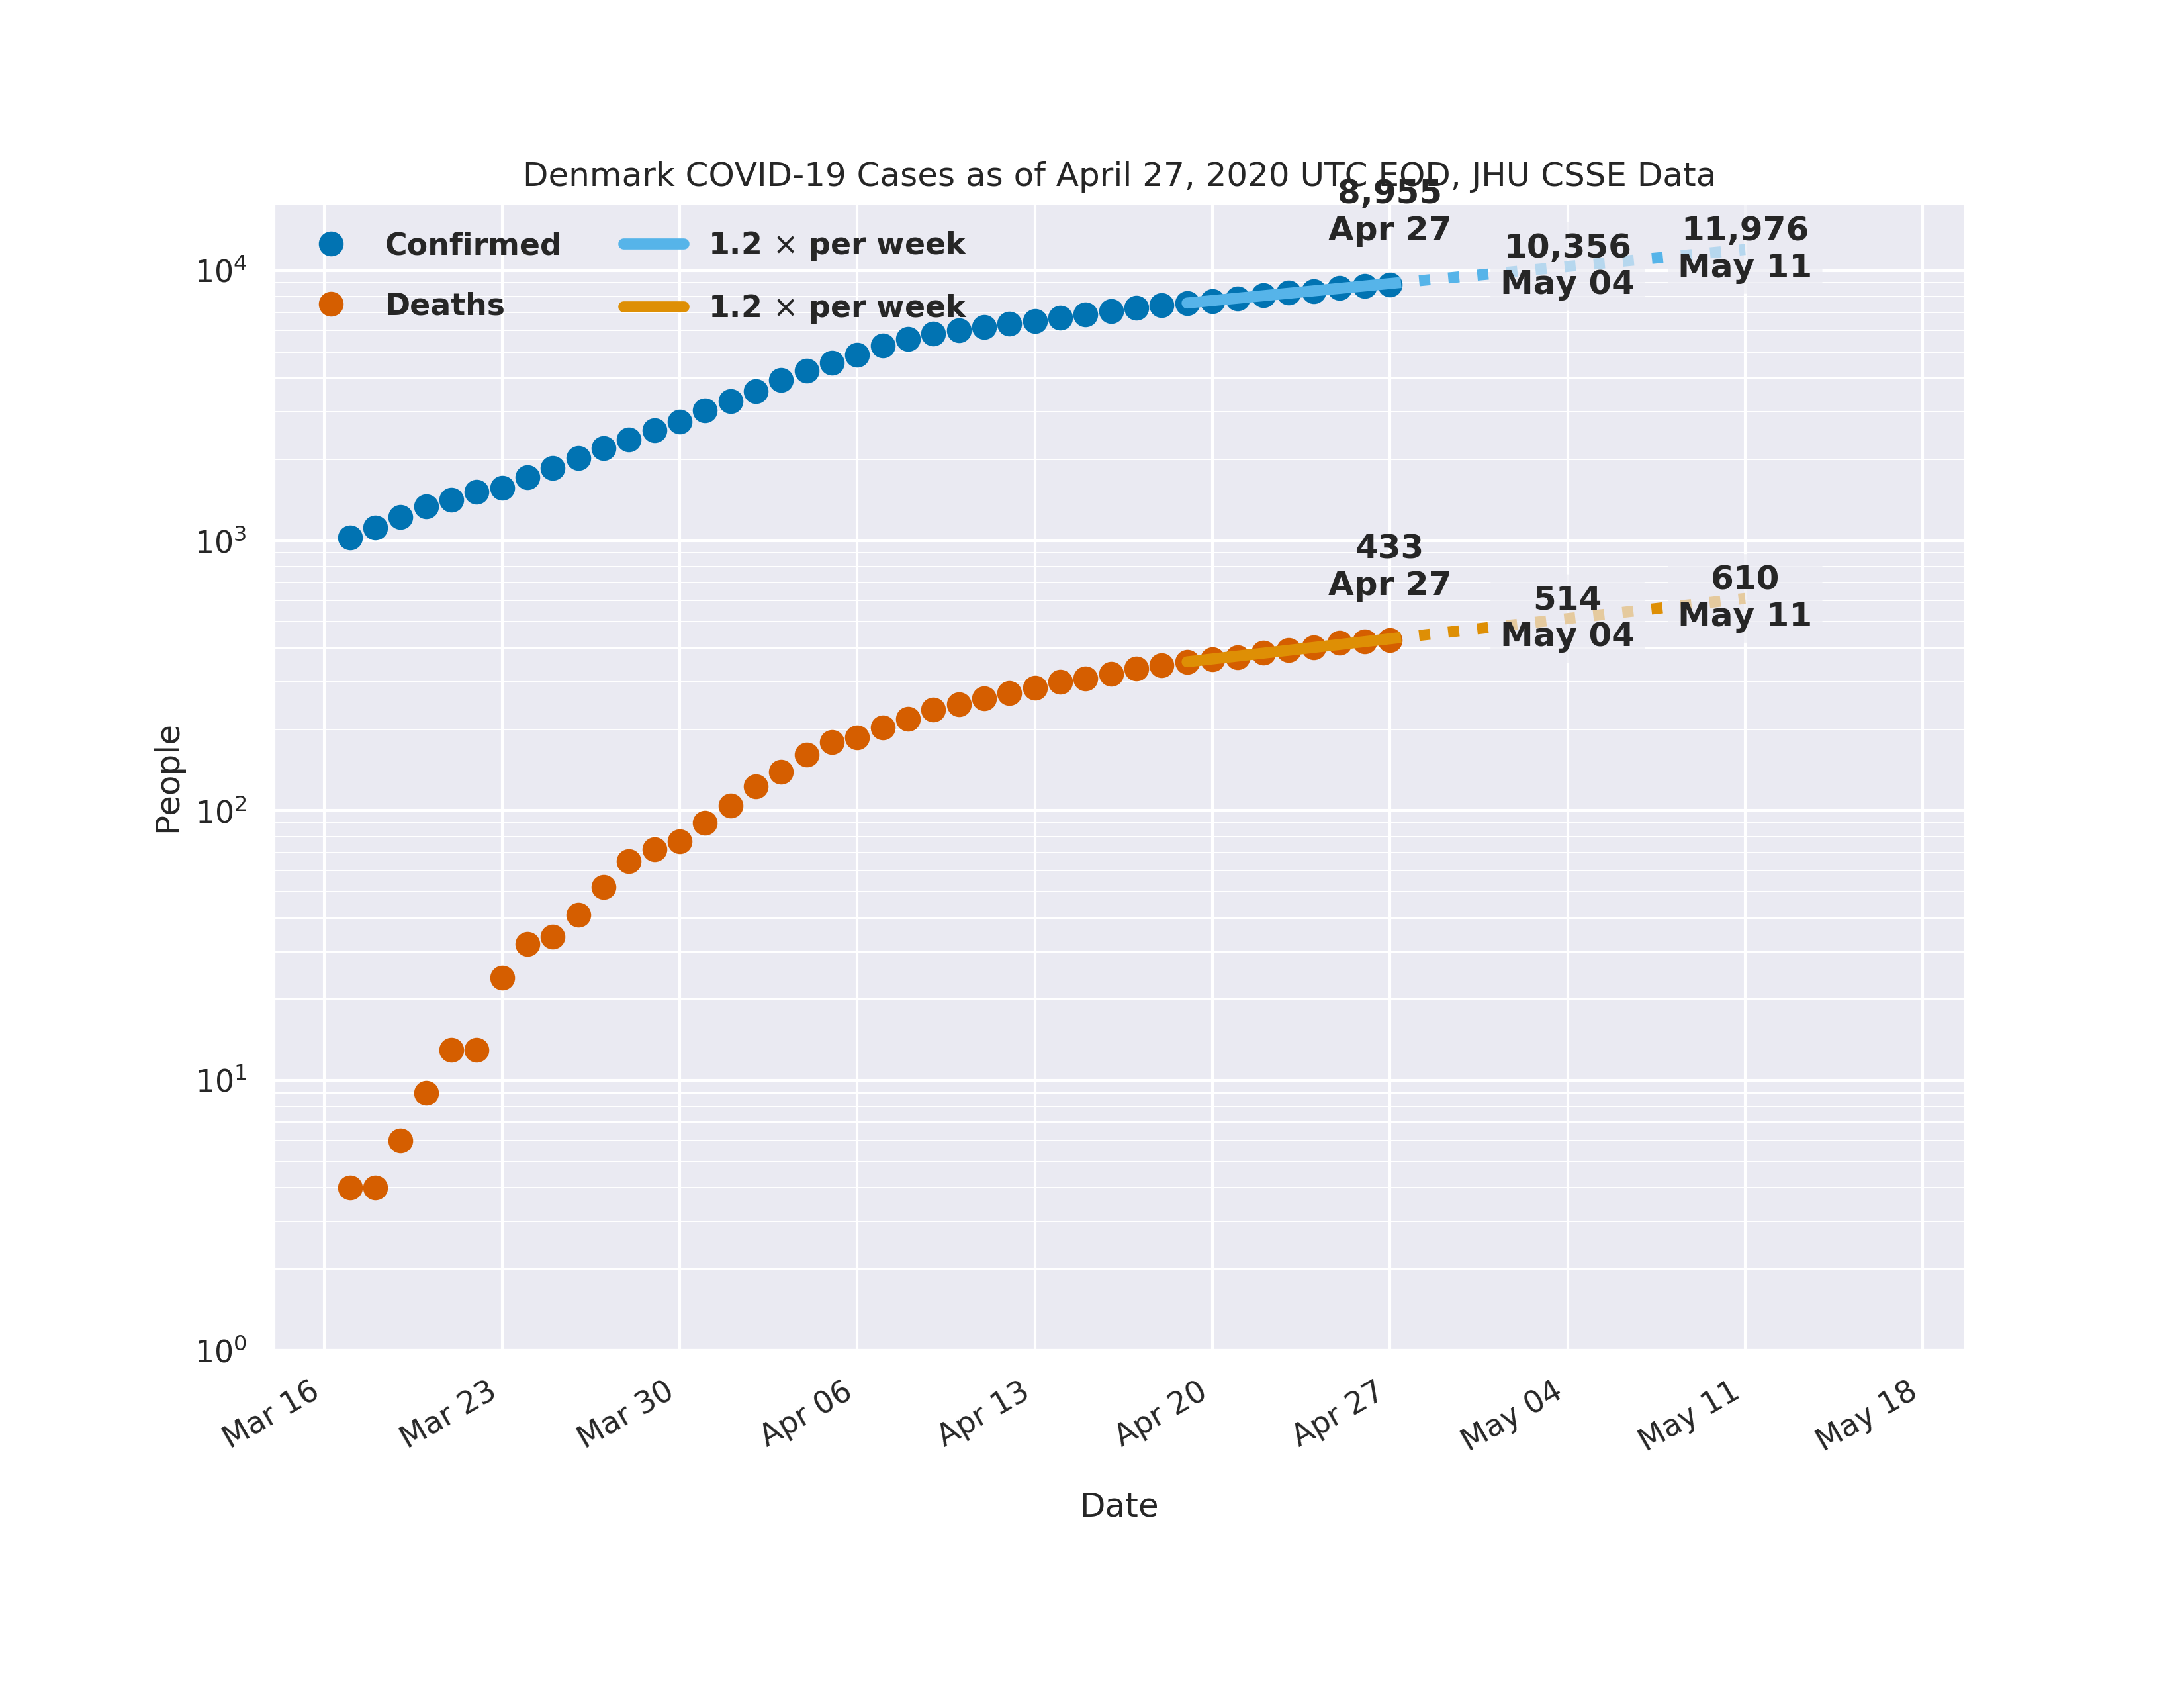 Denmark COVID-19 Cases as of April 27, 2020 UTC EOD, JHU CSSE Data
8,955
Apr 27
10,356
May 04
11,976
May 11
Confirmed
Deaths
1.2 × per week
1.2 × per week
433
Apr 27
514
May 04
610
May 11
People
10⁴
10³
10²
10¹
10⁰
Mar 16
Mar 23
Mar 30
Apr 06
Apr 13
Apr 20
Apr 27
May 04
May 11
May 18
Date